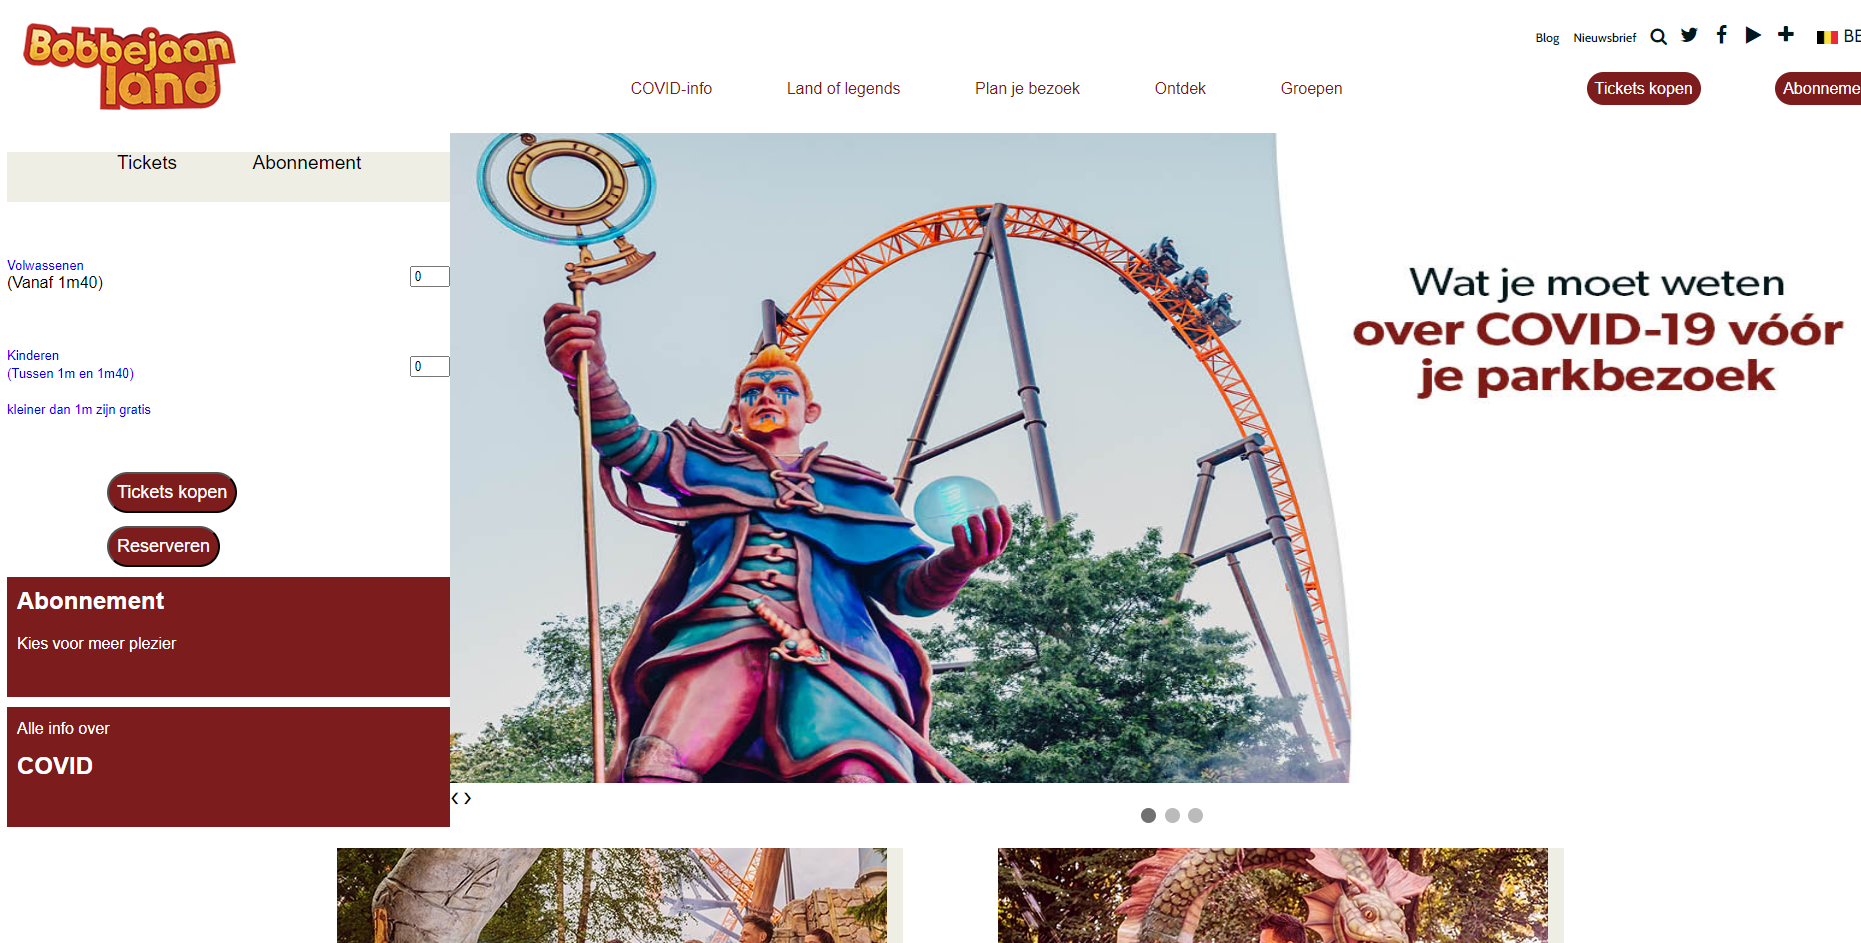 Bobbejaan
land
Blog Nieuwsbrief BE
COVID-info Land of legends Plan je bezoek Ontdek Groepen Tickets kopen Abonneme
Tickets Abonnement
Volwassenen
(Vanaf 1m40) 0
Kinderen
(Tussen 1m en 1m40) 0
kleiner dan 1m zijn gratis
Tickets kopen
Reserveren
Abonnement
Kies voor meer plezier
Alle info over
COVID
Wat je moet weten
over COVID-19 vóór
je parkbezoek